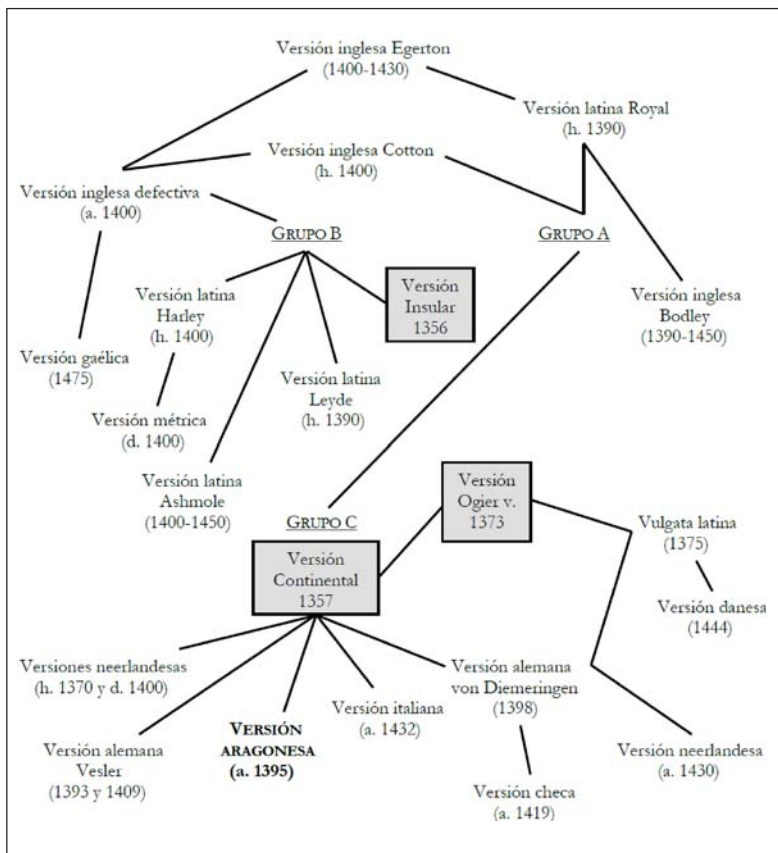 Versión inglesa Egerton
(1400-1430)
Versión latina Royal
(h. 1390)
Versión inglesa Cotton
(h. 1400)
Versión inglesa defectiva
(a. 1400)
GRUPO B
GRUPO A
Versión
Insular
1356
Versión latina
Harley
(h. 1400)
Versión inglesa
Bodley
(1390-1450)
Versión gaélica
(1475)
Versión latina
Leyde
(h. 1390)
Versión métrica
(d. 1400)
Versión latina
Ashmole
(1400-1450)
Versión
Ogier v.
1373
GRUPO C
Vulgata latina
(1375)
Versión
Continental
1357
Versión danesa
(1444)
Versiones neerlandesas
(h. 1370 y d. 1400)
Versión alemana
von Diemeringen
(1398)
Versión italiana
(a. 1432)
VERSIÓN
ARAGONESA
(a. 1395)
Versión alemana
Vesler
(1393 y 1409)
Versión neerlandesa
(a. 1430)
Versión checa
(a. 1419)